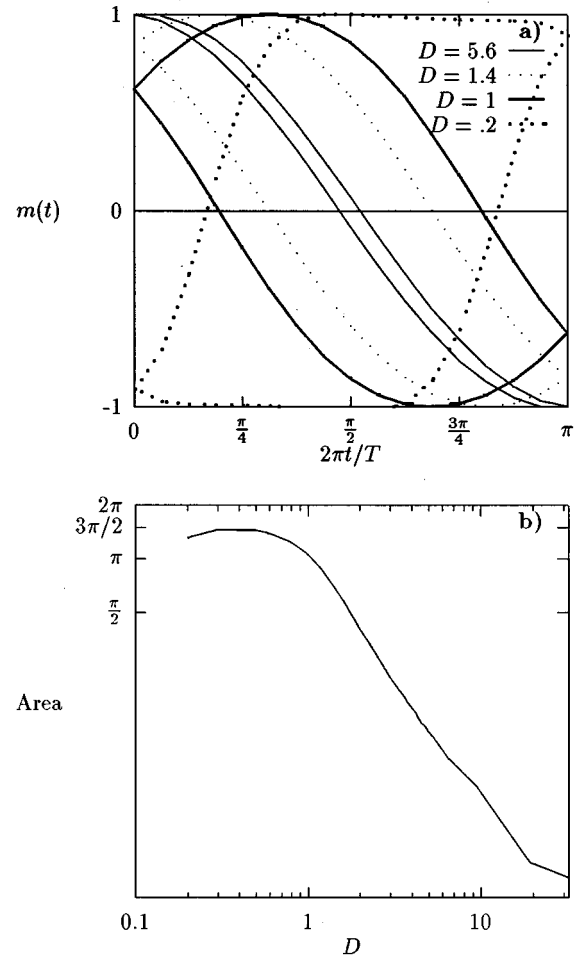 1
a)
D = 5.6
D = 1.4
D = 1
D = .2
m(t)
0
-1
0
π/4
π/2
3π/4
π
2πt/T
b)
2π
3π/2
π
π/2
Area
0.1
1
10
D